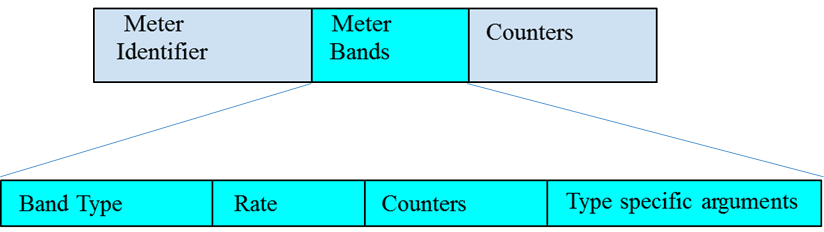 Meter
Identifier
Meter
Bands
Counters
Band Type
Rate
Counters
Type specific arguments